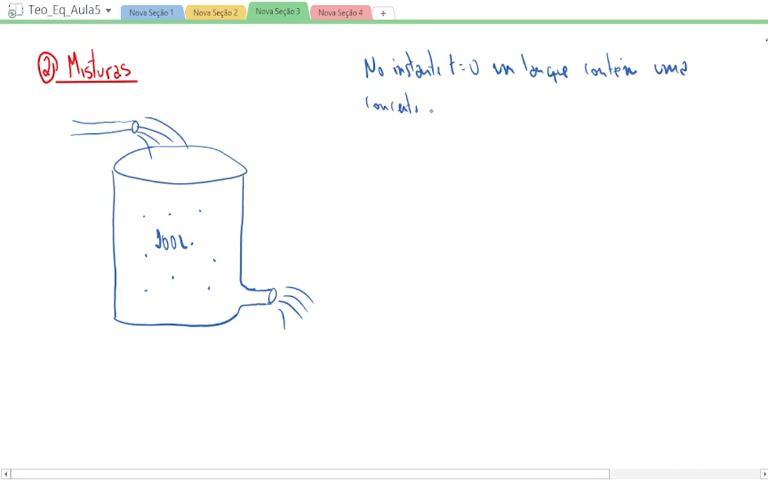 Teo_Eq_Aula5
Nova Seção 1
Nova Seção 2
Nova Seção 3
Nova Seção 4
+
2) Misturas
No instante t=0 um tanque contém uma
100L.